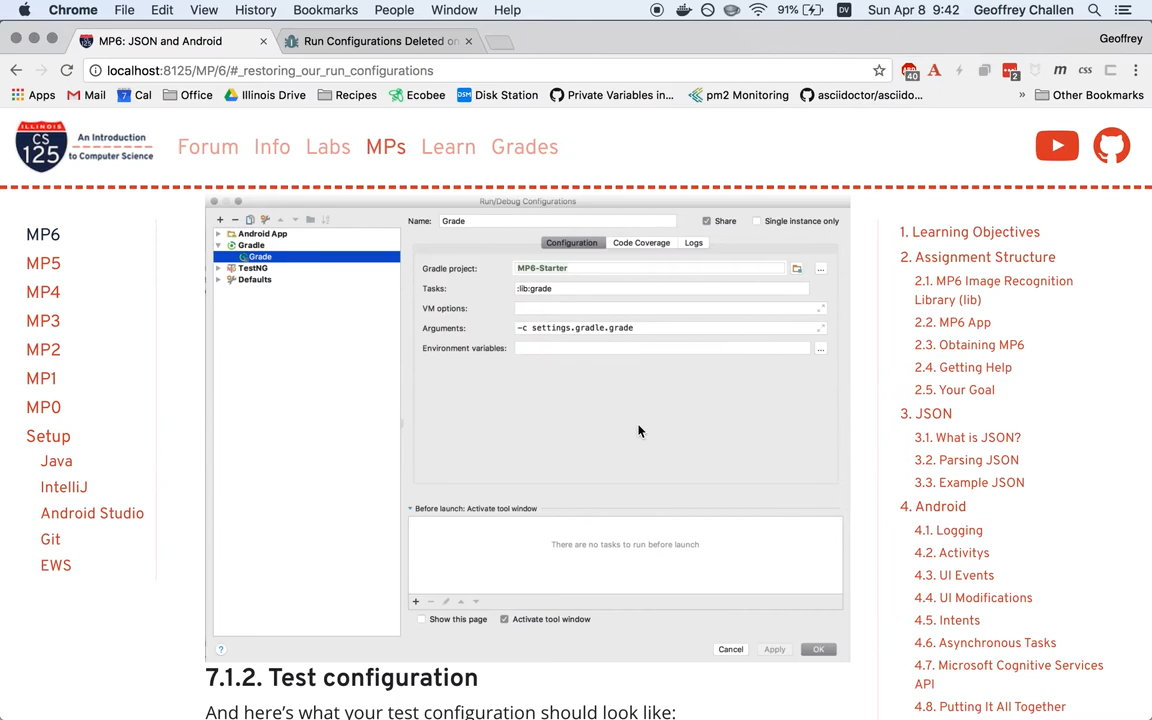 Chrome File Edit View History Bookmarks People Window Help 91% DV Sun Apr 8 9:42 Geoffrey Challen
MP6: JSON and Android Run Configurations Deleted on Geoffrey
localhost:8125/MP/6/#_restoring_our_run_configurations 40 A 2 m css
Apps Mail 7 Cal Office Illinois Drive Recipes Ecobee DSM Disk Station Private Variables in... pm2 Monitoring asciidoctor/asciido... » Other Bookmarks
ILLINOIS
CS
125
An Introduction
to Computer Science
Forum Info Labs MPs Learn Grades
MP6
MP5
MP4
MP3
MP2
MP1
MP0
Setup
Java
IntelliJ
Android Studio
Git
EWS
Run/Debug Configurations
Name: Grade Share Single instance only
Android App
Gradle
Grade
TestNG
Defaults
Configuration Code Coverage Logs
Gradle project: MP6-Starter ...
Tasks: :lib:grade
VM options:
Arguments: -c settings.gradle.grade
Environment variables: ...
Before launch: Activate tool window
There are no tasks to run before launch
Show this page Activate tool window
? Cancel Apply OK
7.1.2. Test configuration
And here's what your test configuration should look like:
1. Learning Objectives
2. Assignment Structure
2.1. MP6 Image Recognition
Library (lib)
2.2. MP6 App
2.3. Obtaining MP6
2.4. Getting Help
2.5. Your Goal
3. JSON
3.1. What is JSON?
3.2. Parsing JSON
3.3. Example JSON
4. Android
4.1. Logging
4.2. Activitys
4.3. UI Events
4.4. UI Modifications
4.5. Intents
4.6. Asynchronous Tasks
4.7. Microsoft Cognitive Services
API
4.8. Putting It All Together